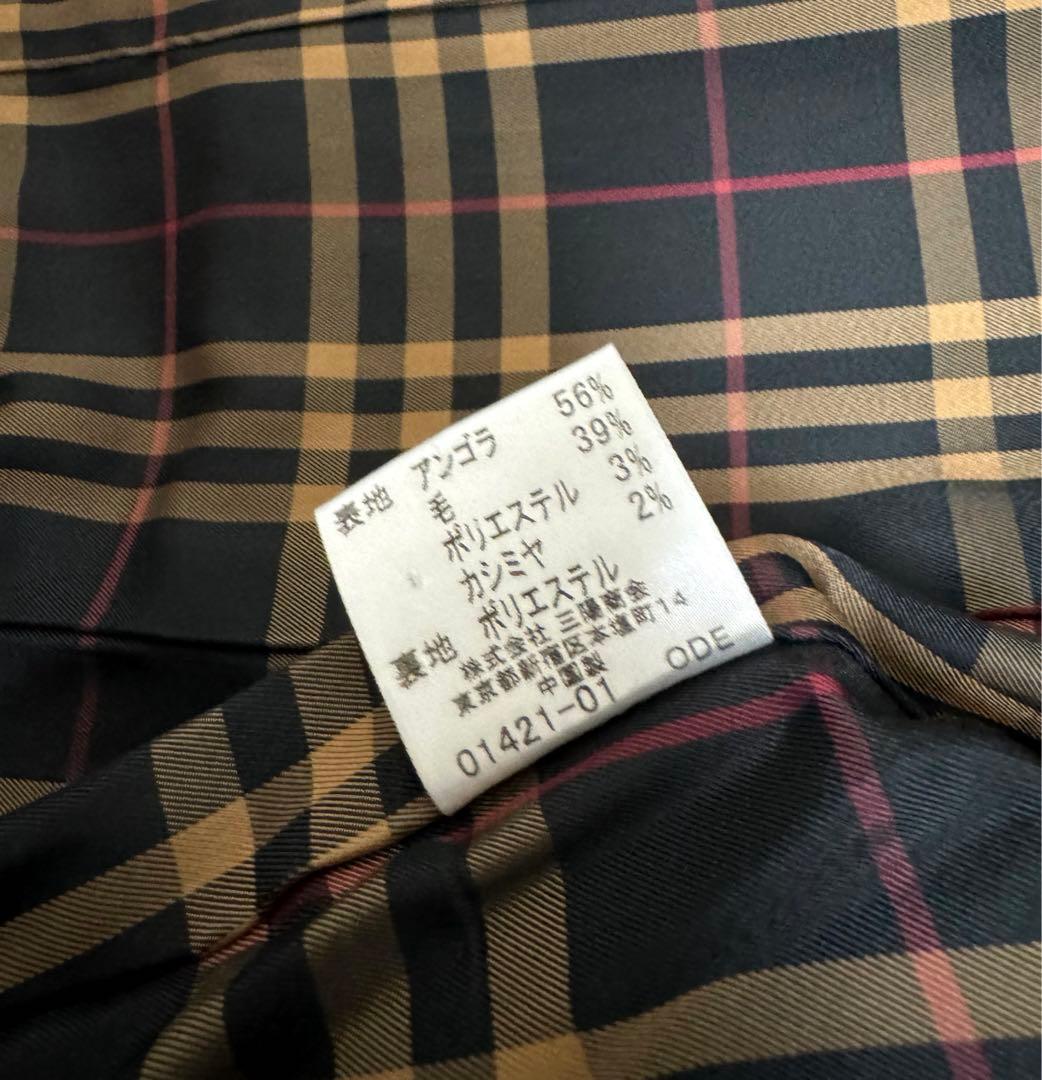 表地 アンゴラ 56%
毛 39%
ポリエステル 3%
カシミヤ 2%
裏地 ポリエステル
株式会社 三陽商会
東京都新宿区本塩町14
中国製
01421-01 ODE